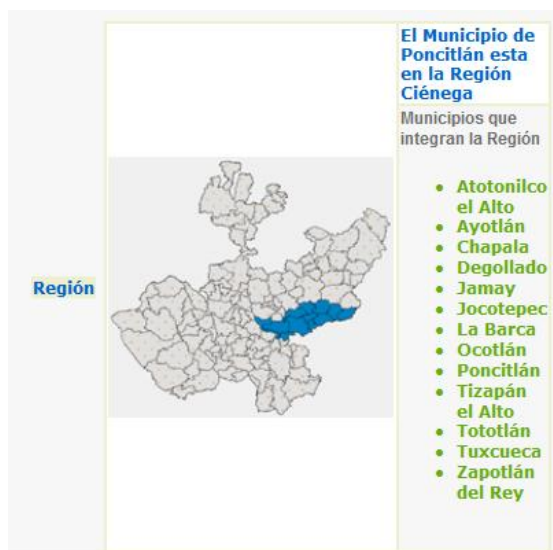 Región
El Municipio de
Poncitlán esta
en la Región
Ciénega
Municipios que
integran la Región
• Atotonilco
el Alto
• Ayotlán
• Chapala
• Degollado
• Jamay
• Jocotepec
• La Barca
• Ocotlán
• Poncitlán
• Tizapán
el Alto
• Tototlán
• Tuxcueca
• Zapotlán
del Rey